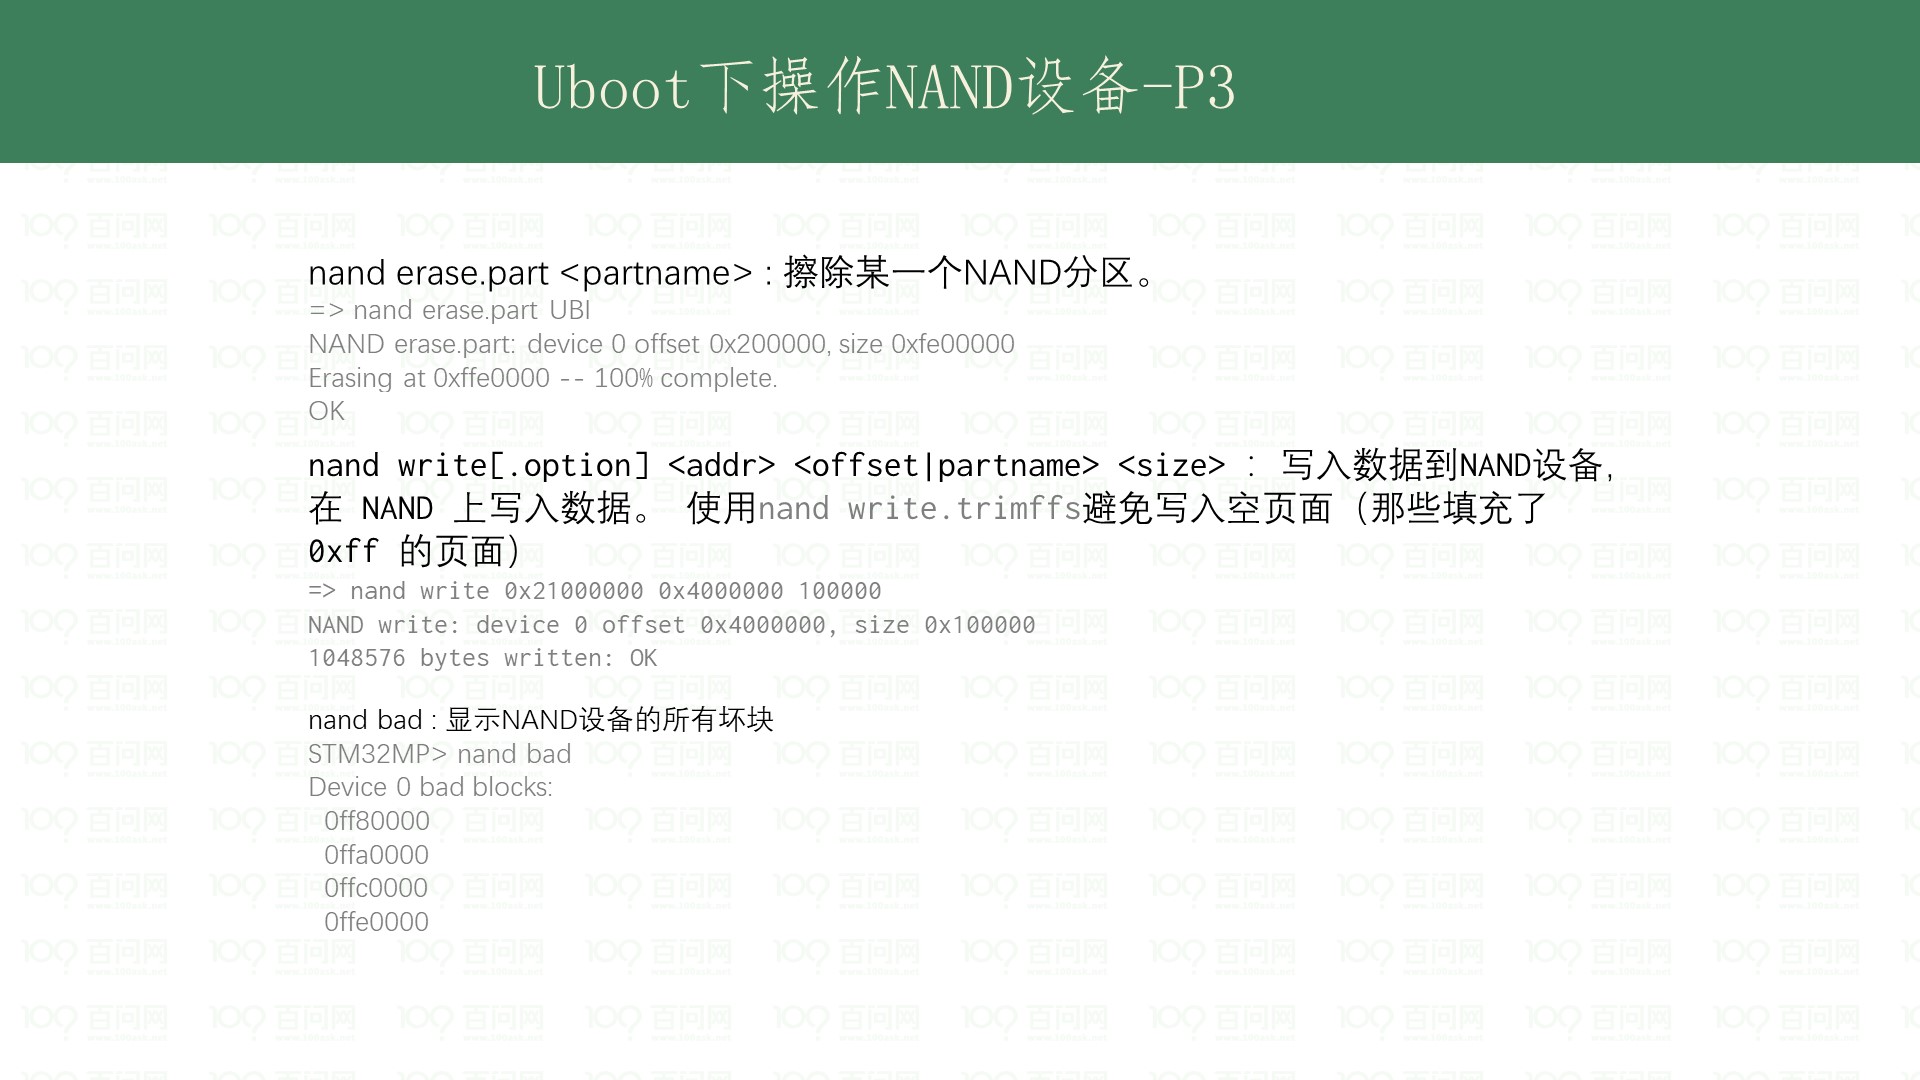 Uboot下操作NAND设备-P3
nand erase.part <partname> : 擦除某一个NAND分区。
=> nand erase.part UBI
NAND erase.part: device 0 offset 0x200000, size 0xfe00000
Erasing at 0xffe0000 -- 100% complete.
OK
nand write[.option] <addr> <offset|partname> <size> : 写入数据到NAND设备,
在 NAND 上写入数据。 使用nand write.trimffs避免写入空页面（那些填充了
0xff 的页面）
=> nand write 0x21000000 0x4000000 100000
NAND write: device 0 offset 0x4000000, size 0x100000
1048576 bytes written: OK
nand bad : 显示NAND设备的所有坏块
STM32MP> nand bad
Device 0 bad blocks:
0ff80000
0ffa0000
0ffc0000
0ffe0000